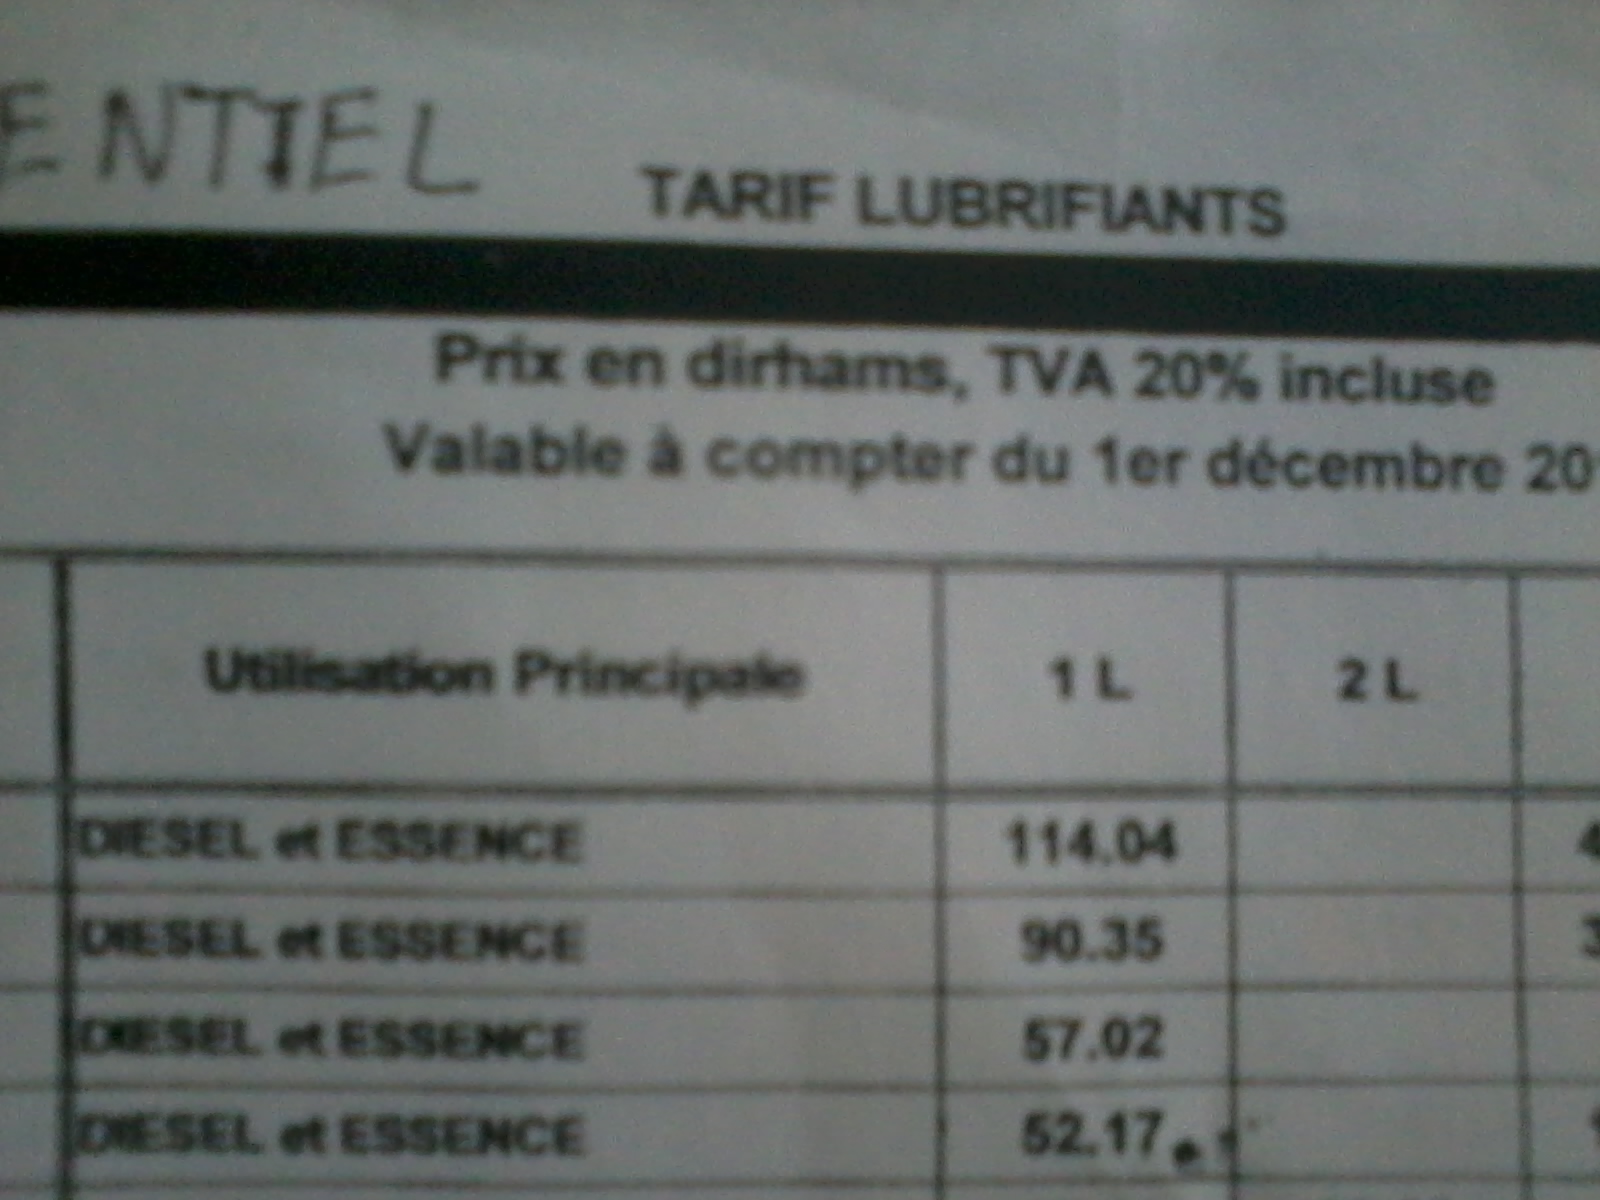 ENTIEL
TARIF LUBRIFIANTS
Prix en dirhams, TVA 20% incluse
Valable à compter du 1er décembre 20
Utilisation Principale 1 L 2 L
DIESEL et ESSENCE 114.04 4
DIESEL et ESSENCE 90.35 3
DIESEL et ESSENCE 57.02
DIESEL et ESSENCE 52.17